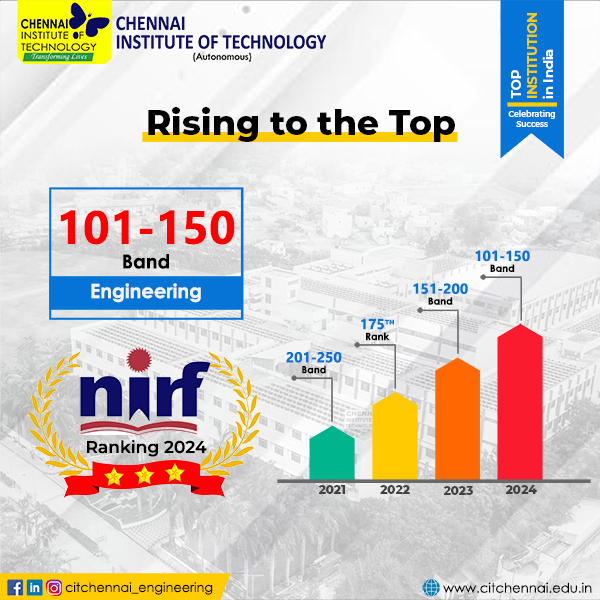 CHENNAI
INSTITUTE OF
TECHNOLOGY
Transforming Lives
CHENNAI
INSTITUTE OF TECHNOLOGY
(Autonomous)
TOP
INSTITUTION
in India
Celebrating
Success
Rising to the Top
101-150
Band
Engineering
nirf
Ranking 2024
201-250
Band
175TH
Rank
151-200
Band
101-150
Band
2021
2022
2023
2024
citchennai_engineering
www.citchennai.edu.in